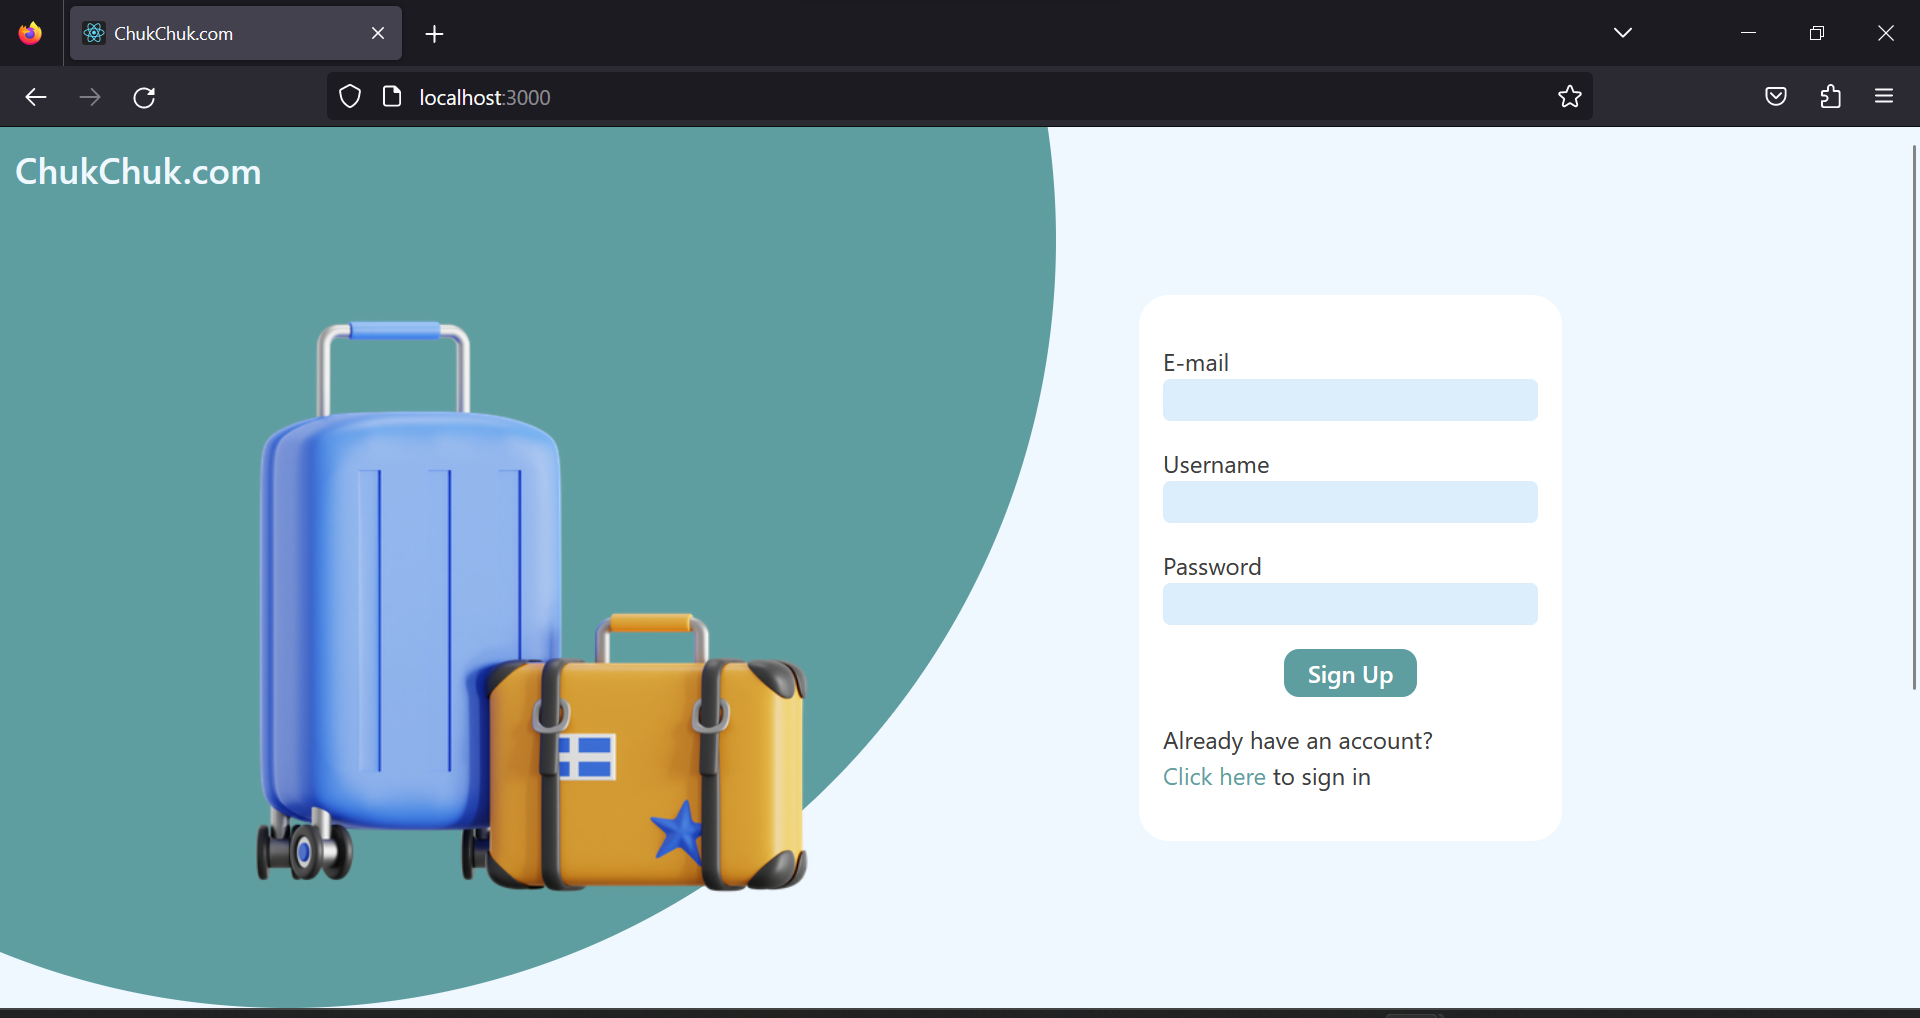 ChukChuk.com
localhost:3000
ChukChuk.com
E-mail
Username
Password
Sign Up
Already have an account?
Click here to sign in